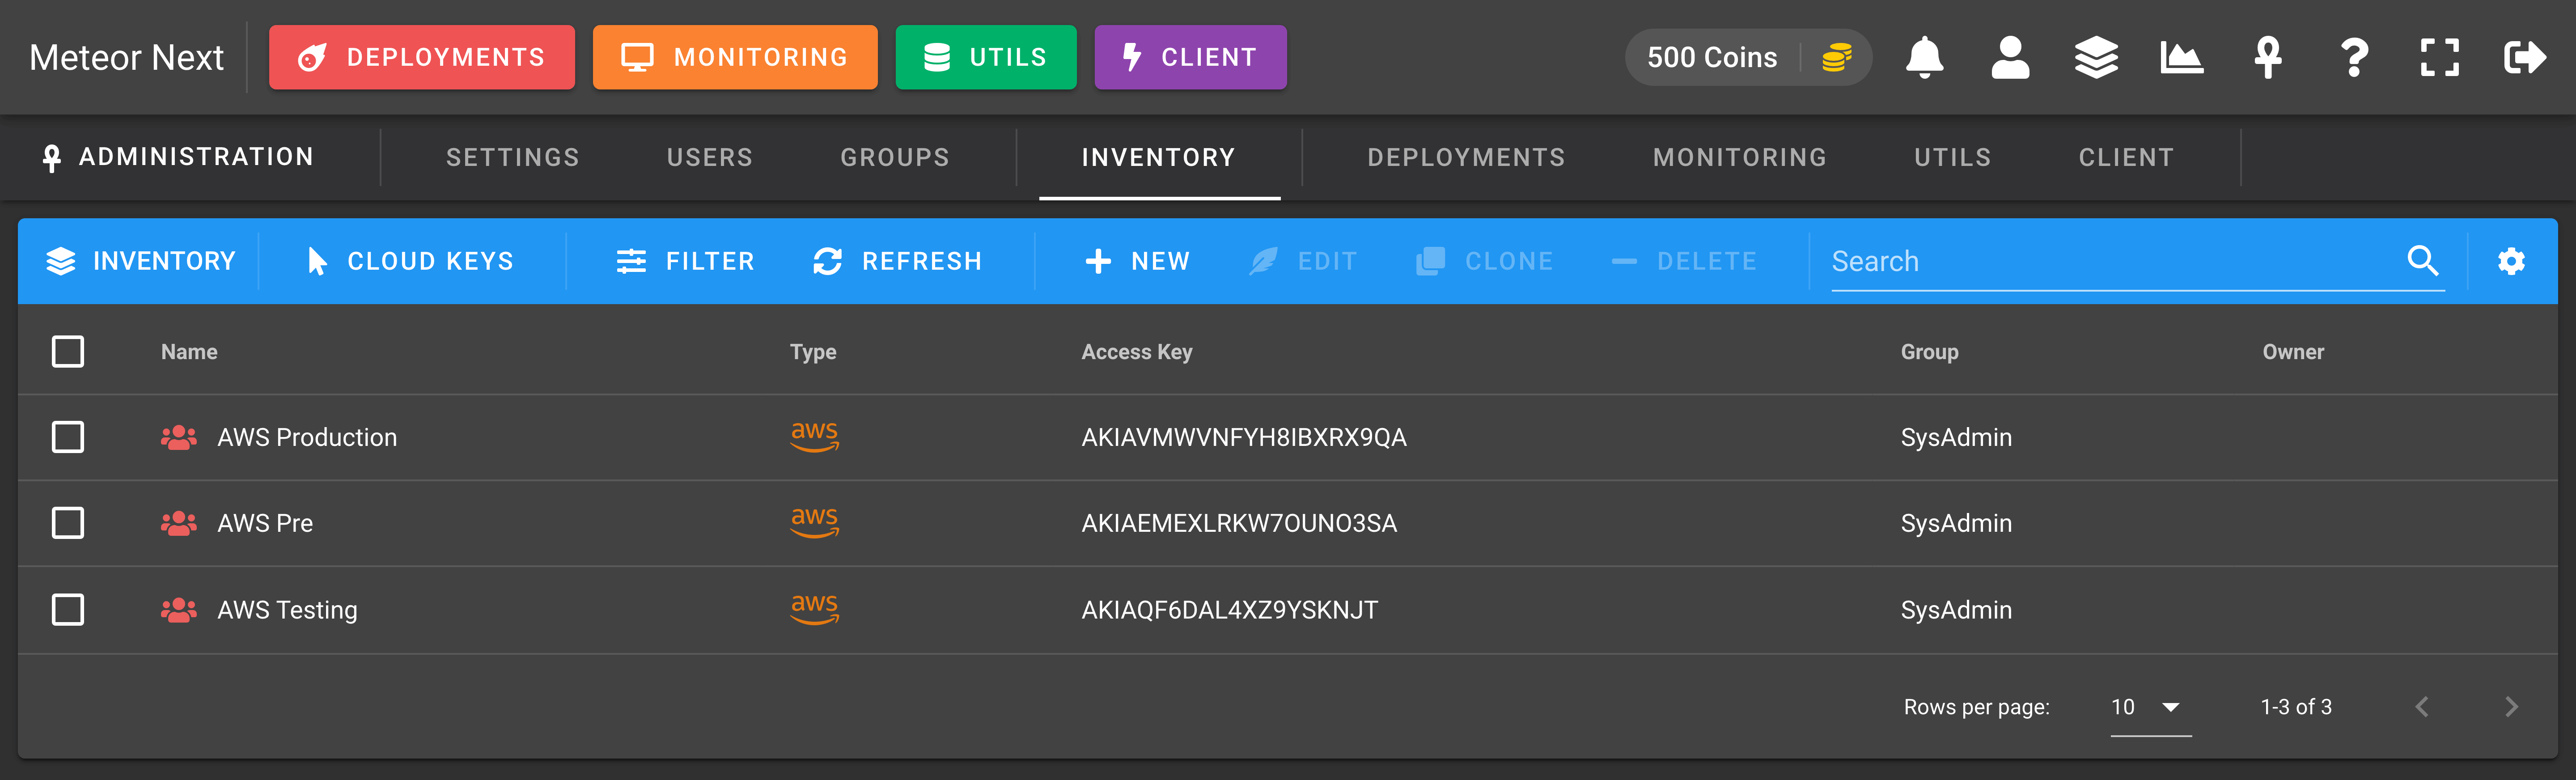 Meteor Next DEPLOYMENTS MONITORING UTILS CLIENT 500 Coins
ADMINISTRATION SETTINGS USERS GROUPS INVENTORY DEPLOYMENTS MONITORING UTILS CLIENT
INVENTORY CLOUD KEYS FILTER REFRESH NEW EDIT CLONE DELETE Search
Name Type Access Key Group Owner
AWS Production aws AKIAVMWVNFYH8IBXRX9QA SysAdmin
AWS Pre aws AKIAEMEXLRKW7OUNO3SA SysAdmin
AWS Testing aws AKIAQF6DAL4XZ9YSKNJT SysAdmin
Rows per page: 10 1-3 of 3